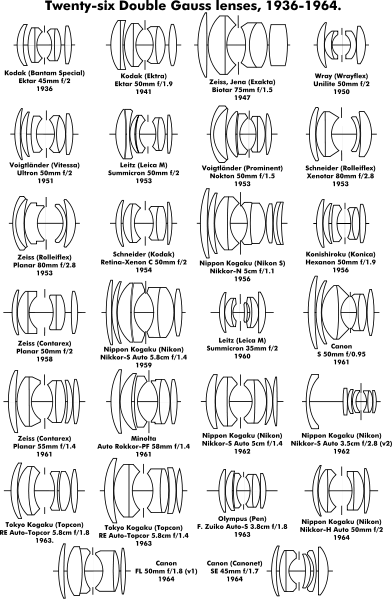 Twenty-six Double Gauss lenses, 1936-1964.
Kodak (Bantam Special)
Ektar 45mm f/2
1936
Kodak (Ektra)
Ektar 50mm f/1.9
1941
Zeiss, Jena (Exakta)
Biotar 75mm f/1.5
1947
Wray (Wrayflex)
Unilite 50mm f/2
1950
Voigtländer (Vitessa)
Ultron 50mm f/2
1951
Leitz (Leica M)
Summicron 50mm f/2
1953
Voigtländer (Prominent)
Nokton 50mm f/1.5
1953
Schneider (Rolleiflex)
Xenotar 80mm f/2.8
1953
Zeiss (Rolleiflex)
Planar 80mm f/2.8
1953
Schneider (Kodak)
Retina-Xenon C 50mm f/2
1954
Nippon Kogaku (Nikon S)
Nikkor-N 5cm f/1.1
1956
Konishiroku (Konica)
Hexanon 50mm f/1.9
1956
Zeiss (Contarex)
Planar 50mm f/2
1958
Nippon Kogaku (Nikon)
Nikkor-S Auto 5.8cm f/1.4
1959
Leitz (Leica M)
Summicron 35mm f/2
1960
Canon
S 50mm f/0.95
1961
Zeiss (Contarex)
Planar 55mm f/1.4
1961
Minolta
Auto Rokkor-PF 58mm f/1.4
1961
Nippon Kogaku (Nikon)
Nikkor-S Auto 5cm f/1.4
1962
Nippon Kogaku (Nikon)
Nikkor-S Auto 3.5cm f/2.8 (v2)
1962
Tokyo Kogaku (Topcon)
RE Auto-Topcor 5.8cm f/1.8
1963.
Tokyo Kogaku (Topcon)
RE Auto-Topcor 5.8cm f/1.4
1963
Olympus (Pen)
F. Zuiko Auto-S 3.8cm f/1.8
1963
Nippon Kogaku (Nikon)
Nikkor-H Auto 50mm f/2
1964
Canon
FL 50mm f/1.8 (v1)
1964
Canon (Canonet)
SE 45mm f/1.7
1964